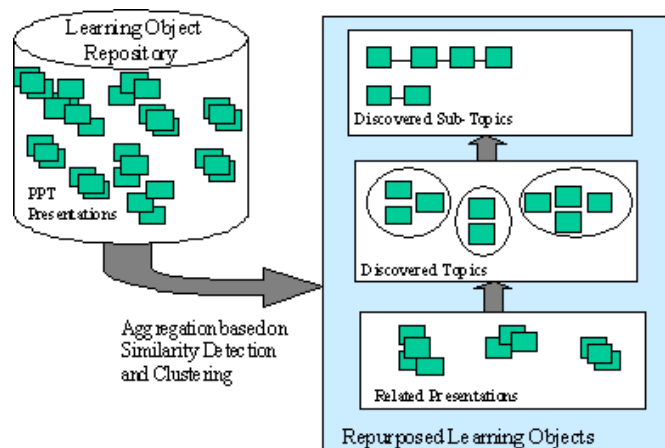 Learning Object
Repository
PPT
Presentations
Aggregation based on
Similarity Detection
and Clustering
Discovered Sub-Topics
Discovered Topics
Related Presentations
Repurposed Learning Objects